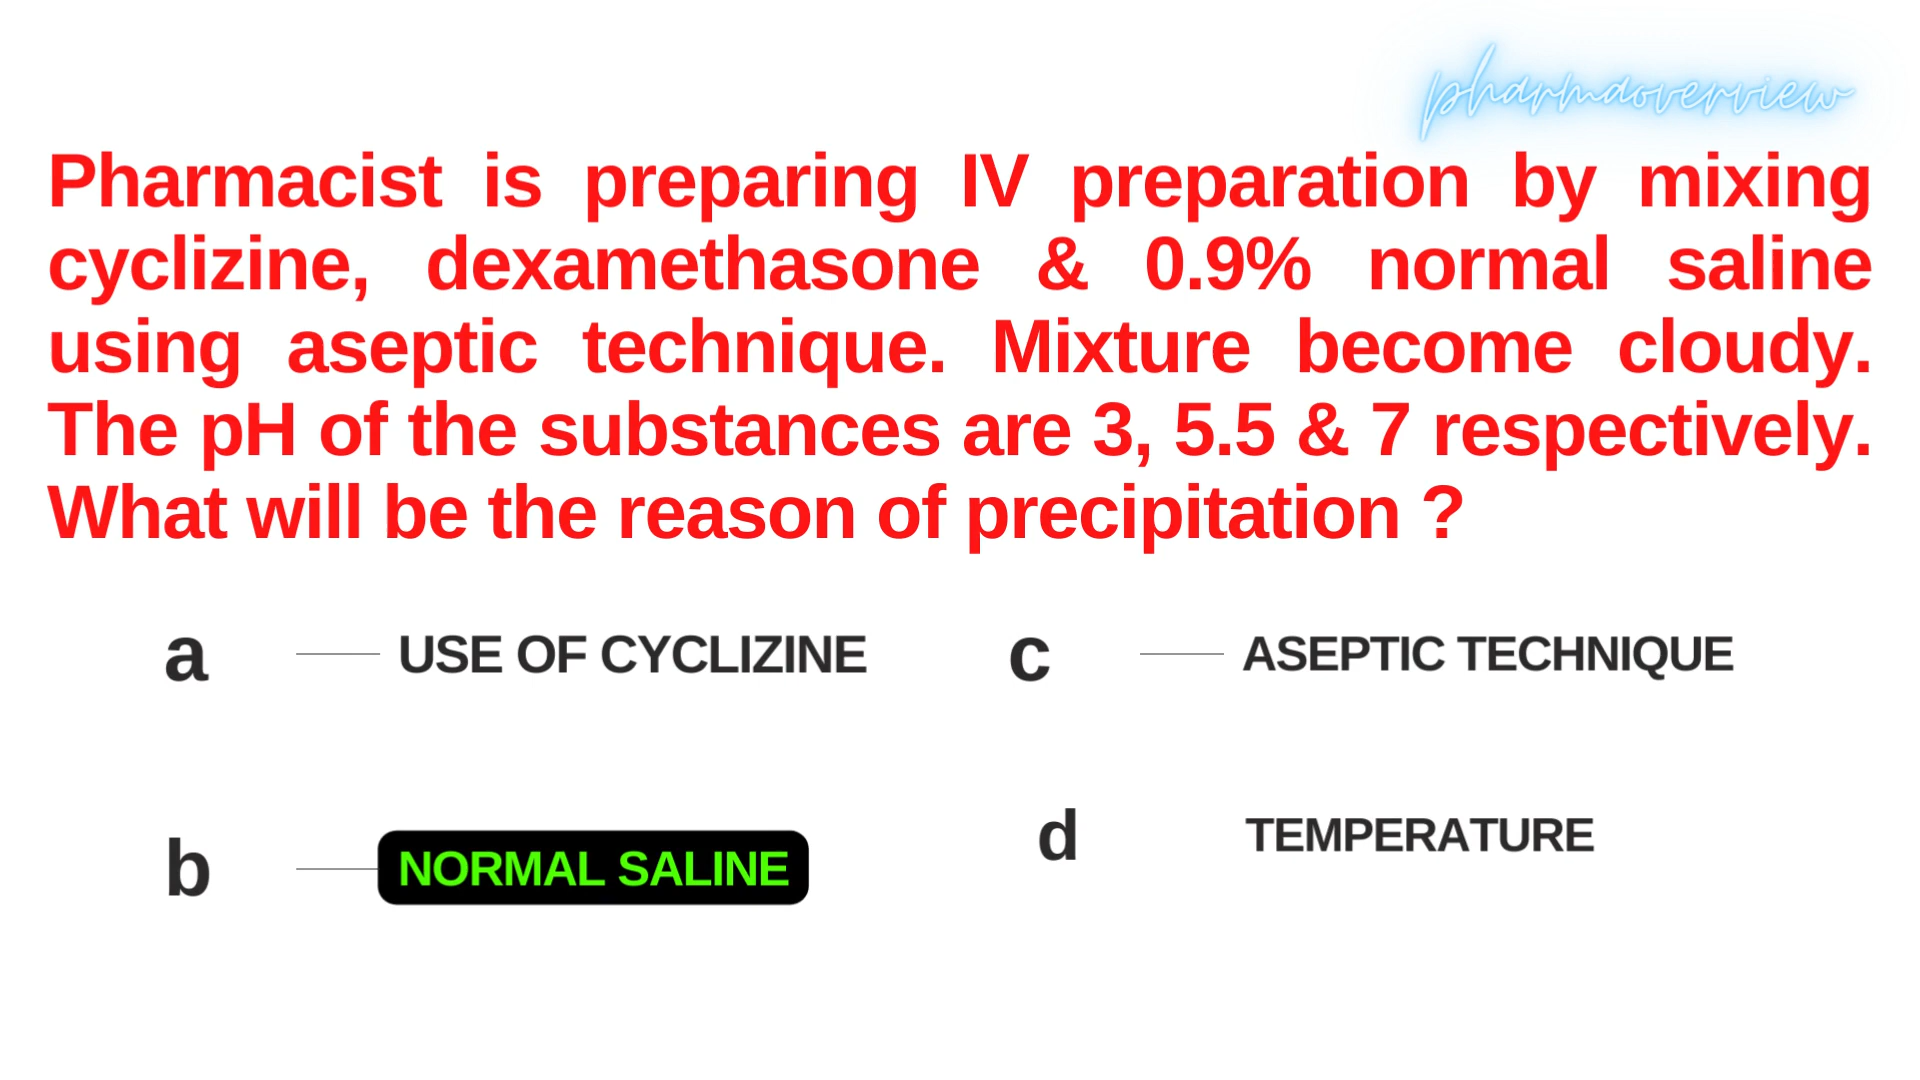 pharmaoverview
Pharmacist is preparing IV preparation by mixing
cyclizine, dexamethasone & 0.9% normal saline
using aseptic technique. Mixture become cloudy.
The pH of the substances are 3, 5.5 & 7 respectively.
What will be the reason of precipitation ?
a USE OF CYCLIZINE
c ASEPTIC TECHNIQUE
b NORMAL SALINE
d TEMPERATURE